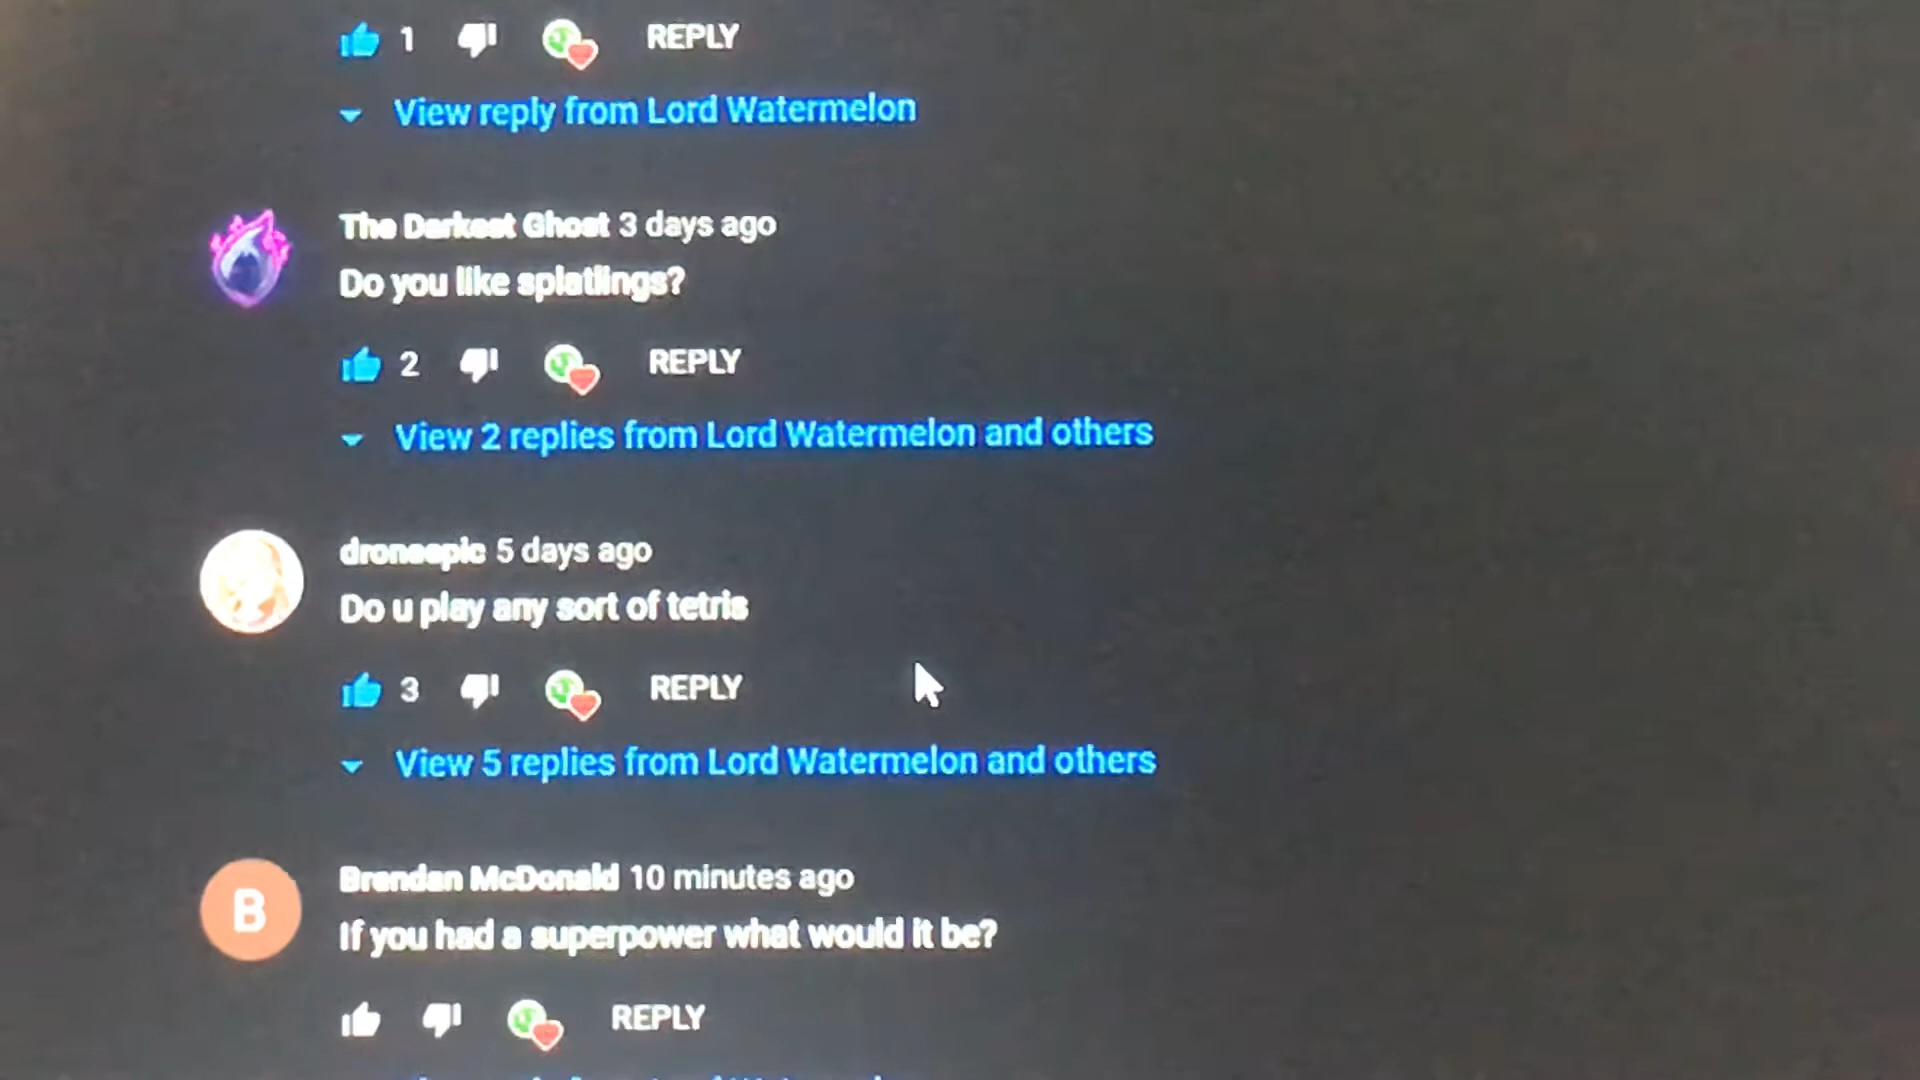 1 REPLY
View reply from Lord Watermelon
The Darkest Ghost 3 days ago
Do you like splatlings?
2 REPLY
View 2 replies from Lord Watermelon and others
droneepic 5 days ago
Do u play any sort of tetris
3 REPLY
View 5 replies from Lord Watermelon and others
B
Brendan McDonald 10 minutes ago
If you had a superpower what would it be?
REPLY